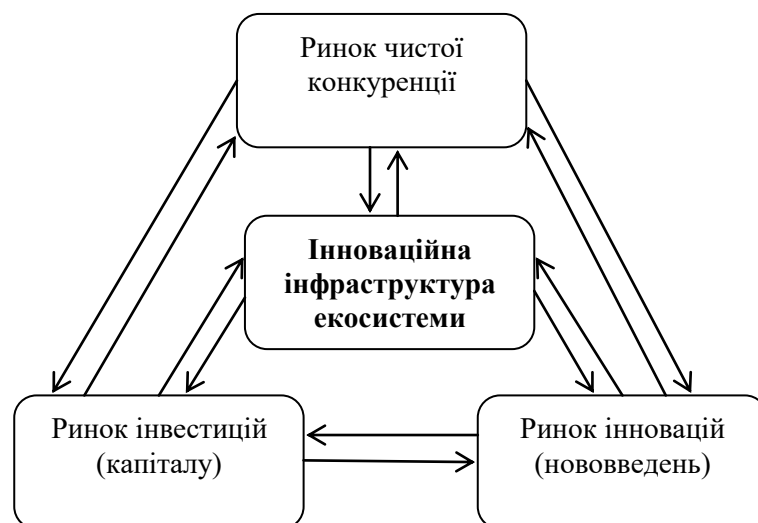 Ринок чистої
конкуренції
Інноваційна
інфраструктура
екосистеми
Ринок інвестицій
(капіталу)
Ринок інновацій
(нововведень)